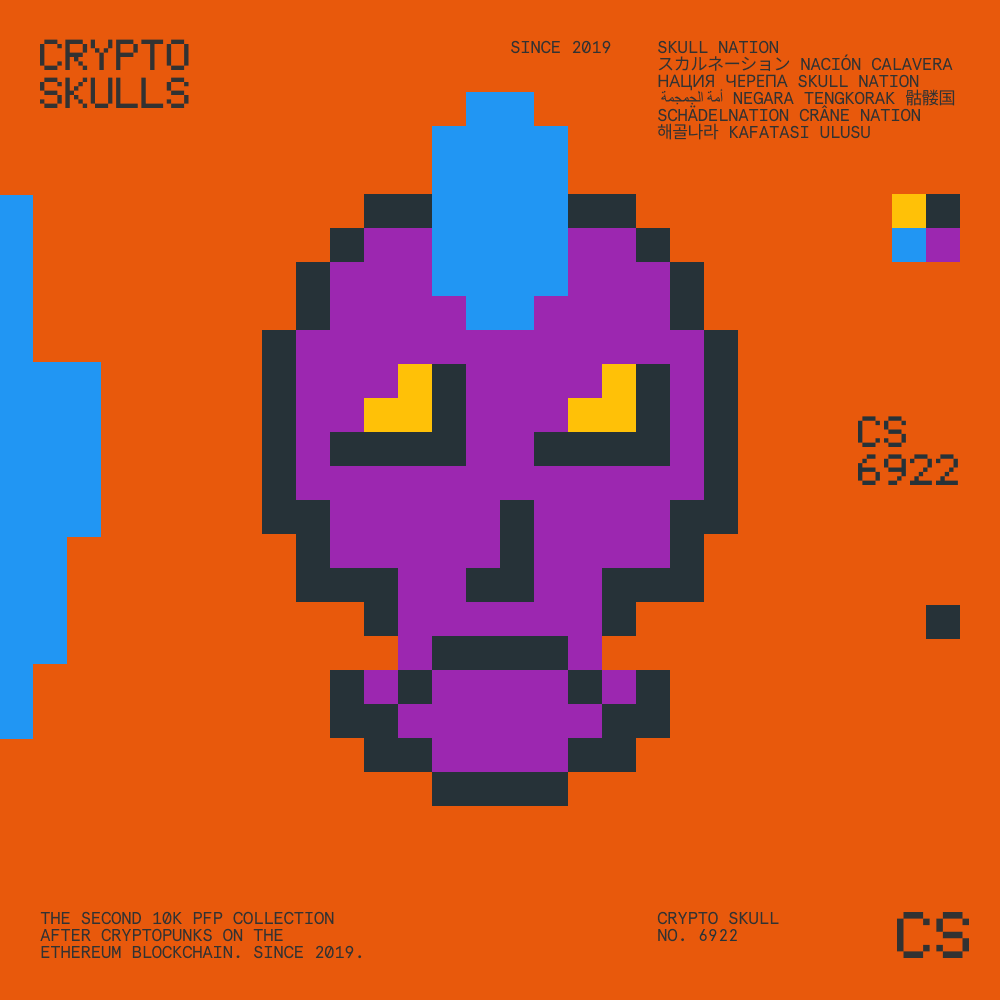 CRYPTO
SKULLS
SINCE 2019
SKULL NATION
スカルネーション NACIÓN CALAVERA
НАЦИЯ ЧЕРЕПА SKULL NATION
أمة الجمجمة NEGARA TENGKORAK 骷髅国
SCHÄDELNATION CRÂNE NATION
해골나라 KAFATASI ULUSU
CS
6922
THE SECOND 10K PFP COLLECTION
AFTER CRYPTOPUNKS ON THE
ETHEREUM BLOCKCHAIN. SINCE 2019.
CRYPTO SKULL
NO. 6922
CS